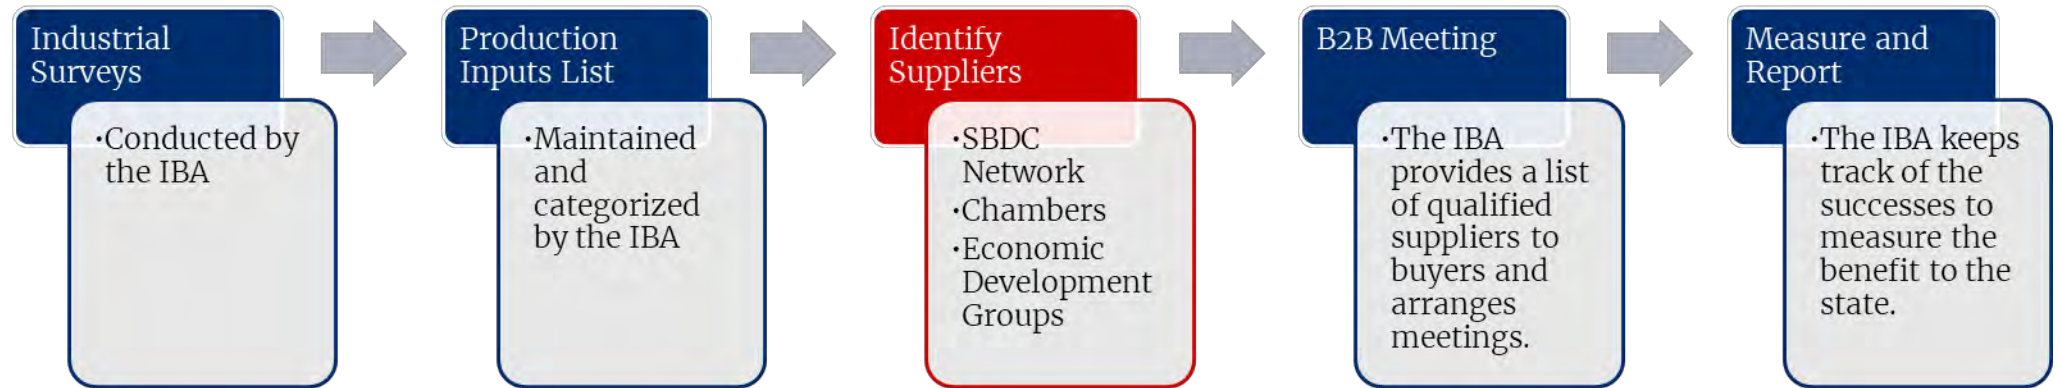 Industrial
Surveys
·Conducted by
the IBA
Production
Inputs List
·Maintained
and
categorized
by the IBA
Identify
Suppliers
·SBDC
Network
·Chambers
·Economic
Development
Groups
B2B Meeting
·The IBA
provides a list
of qualified
suppliers to
buyers and
arranges
meetings.
Measure and
Report
·The IBA keeps
track of the
successes to
measure the
benefit to the
state.